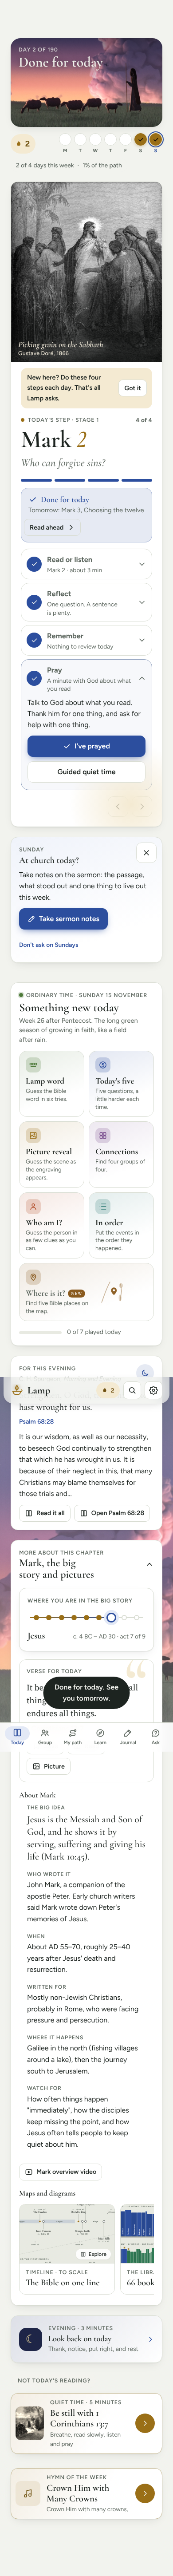 DAY 2 OF 190
Done for today
2
M T W T F S S
2 of 4 days this week · 1% of the path
Picking grain on the Sabbath
Gustave Doré, 1866
New here? Do these four
steps each day. That's all
Lamp asks.
Got it
TODAY'S STEP · STAGE 1
4 of 4
Mark 2
Who can forgive sins?
Done for today
Tomorrow: Mark 3, Choosing the twelve
Read ahead
Read or listen
Mark 2 · about 3 min
Reflect
One question. A sentence
is plenty.
Remember
Nothing to review today
Pray
A minute with God about what
you read
Talk to God about what you read.
Thank him for one thing, and ask for
help with one thing.
I've prayed
Guided quiet time
SUNDAY
At church today?
Take notes on the sermon: the passage,
what stood out and one thing to live out
this week.
Take sermon notes
Don't ask on Sundays
ORDINARY TIME · SUNDAY 15 NOVEMBER
Something new today
Week 26 after Pentecost. The long green
season of growing in faith, like a field
after rain.
Lamp word
Guess the Bible
word in six tries.
Today's five
Five questions, a
little harder each
time.
Picture reveal
Guess the scene as
the engraving
appears.
Connections
Find four groups of
four.
Who am I?
Guess the person in
as few clues as you
can.
In order
Put the events in
the order they
happened.
Where is it? NEW
Find five Bible places on
the map.
0 of 7 played today
FOR THIS EVENING
Lamp
2
hast wrought for us.
Psalm 68:28
It is our wisdom, as well as our necessity,
to beseech God continually to strengthen
that which he has wrought in us. It is
because of their neglect in this, that many
Christians may blame themselves for
those trials and...
Read it all
Open Psalm 68:28
MORE ABOUT THIS CHAPTER
Mark, the big
story and pictures
WHERE YOU ARE IN THE BIG STORY
Jesus
c. 4 BC – AD 30 · act 7 of 9
VERSE FOR TODAY
Done for today. See
you tomorrow.
endures all things.
Today
Group
My path
Learn
Journal
Ask
Picture
About Mark
THE BIG IDEA
Jesus is the Messiah and Son of
God, and he shows it by
serving, suffering and giving his
life (Mark 10:45).
WHO WROTE IT
John Mark, a companion of the
apostle Peter. Early church writers
said Mark wrote down Peter's
memories of Jesus.
WHEN
About AD 55–70, roughly 25–40
years after Jesus' death and
resurrection.
WRITTEN FOR
Mostly non-Jewish Christians,
probably in Rome, who were facing
pressure and persecution.
WHERE IT HAPPENS
Galilee in the north (fishing villages
around a lake), then the journey
south to Jerusalem.
WATCH FOR
How often things happen
"immediately", how the disciples
keep missing the point, and how
Jesus often tells people to keep
quiet about him.
Mark overview video
Maps and diagrams
Explore
TIMELINE · TO SCALE
The Bible on one line
THE LIBR
66 book
EVENING · 3 MINUTES
Look back on today
Thank, notice, put right, and rest
NOT TODAY'S READING?
QUIET TIME · 5 MINUTES
Be still with 1
Corinthians 13:7
Breathe, read slowly, listen
and pray
HYMN OF THE WEEK
Crown Him with
Many Crowns
Crown Him with many crowns,